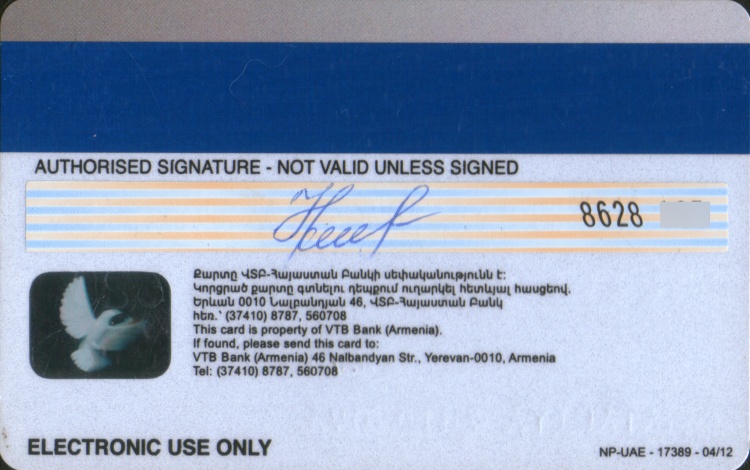 AUTHORISED SIGNATURE - NOT VALID UNLESS SIGNED
8628
Քարտը ՎՏԲ-Հայաստան Բանկի սեփականությունն է:
Կորցրած քարտը գտնելու դեպքում ուղարկել հետևյալ հասցեով.
Երևան 0010 Նալբանդյան 46, ՎՏԲ-Հայաստան Բանկ
հեռ.՝ (37410) 8787, 560708
This card is property of VTB Bank (Armenia).
If found, please send this card to:
VTB Bank (Armenia) 46 Nalbandyan Str., Yerevan-0010, Armenia
Tel: (37410) 8787, 560708
ELECTRONIC USE ONLY
NP-UAE - 17389 - 04/12